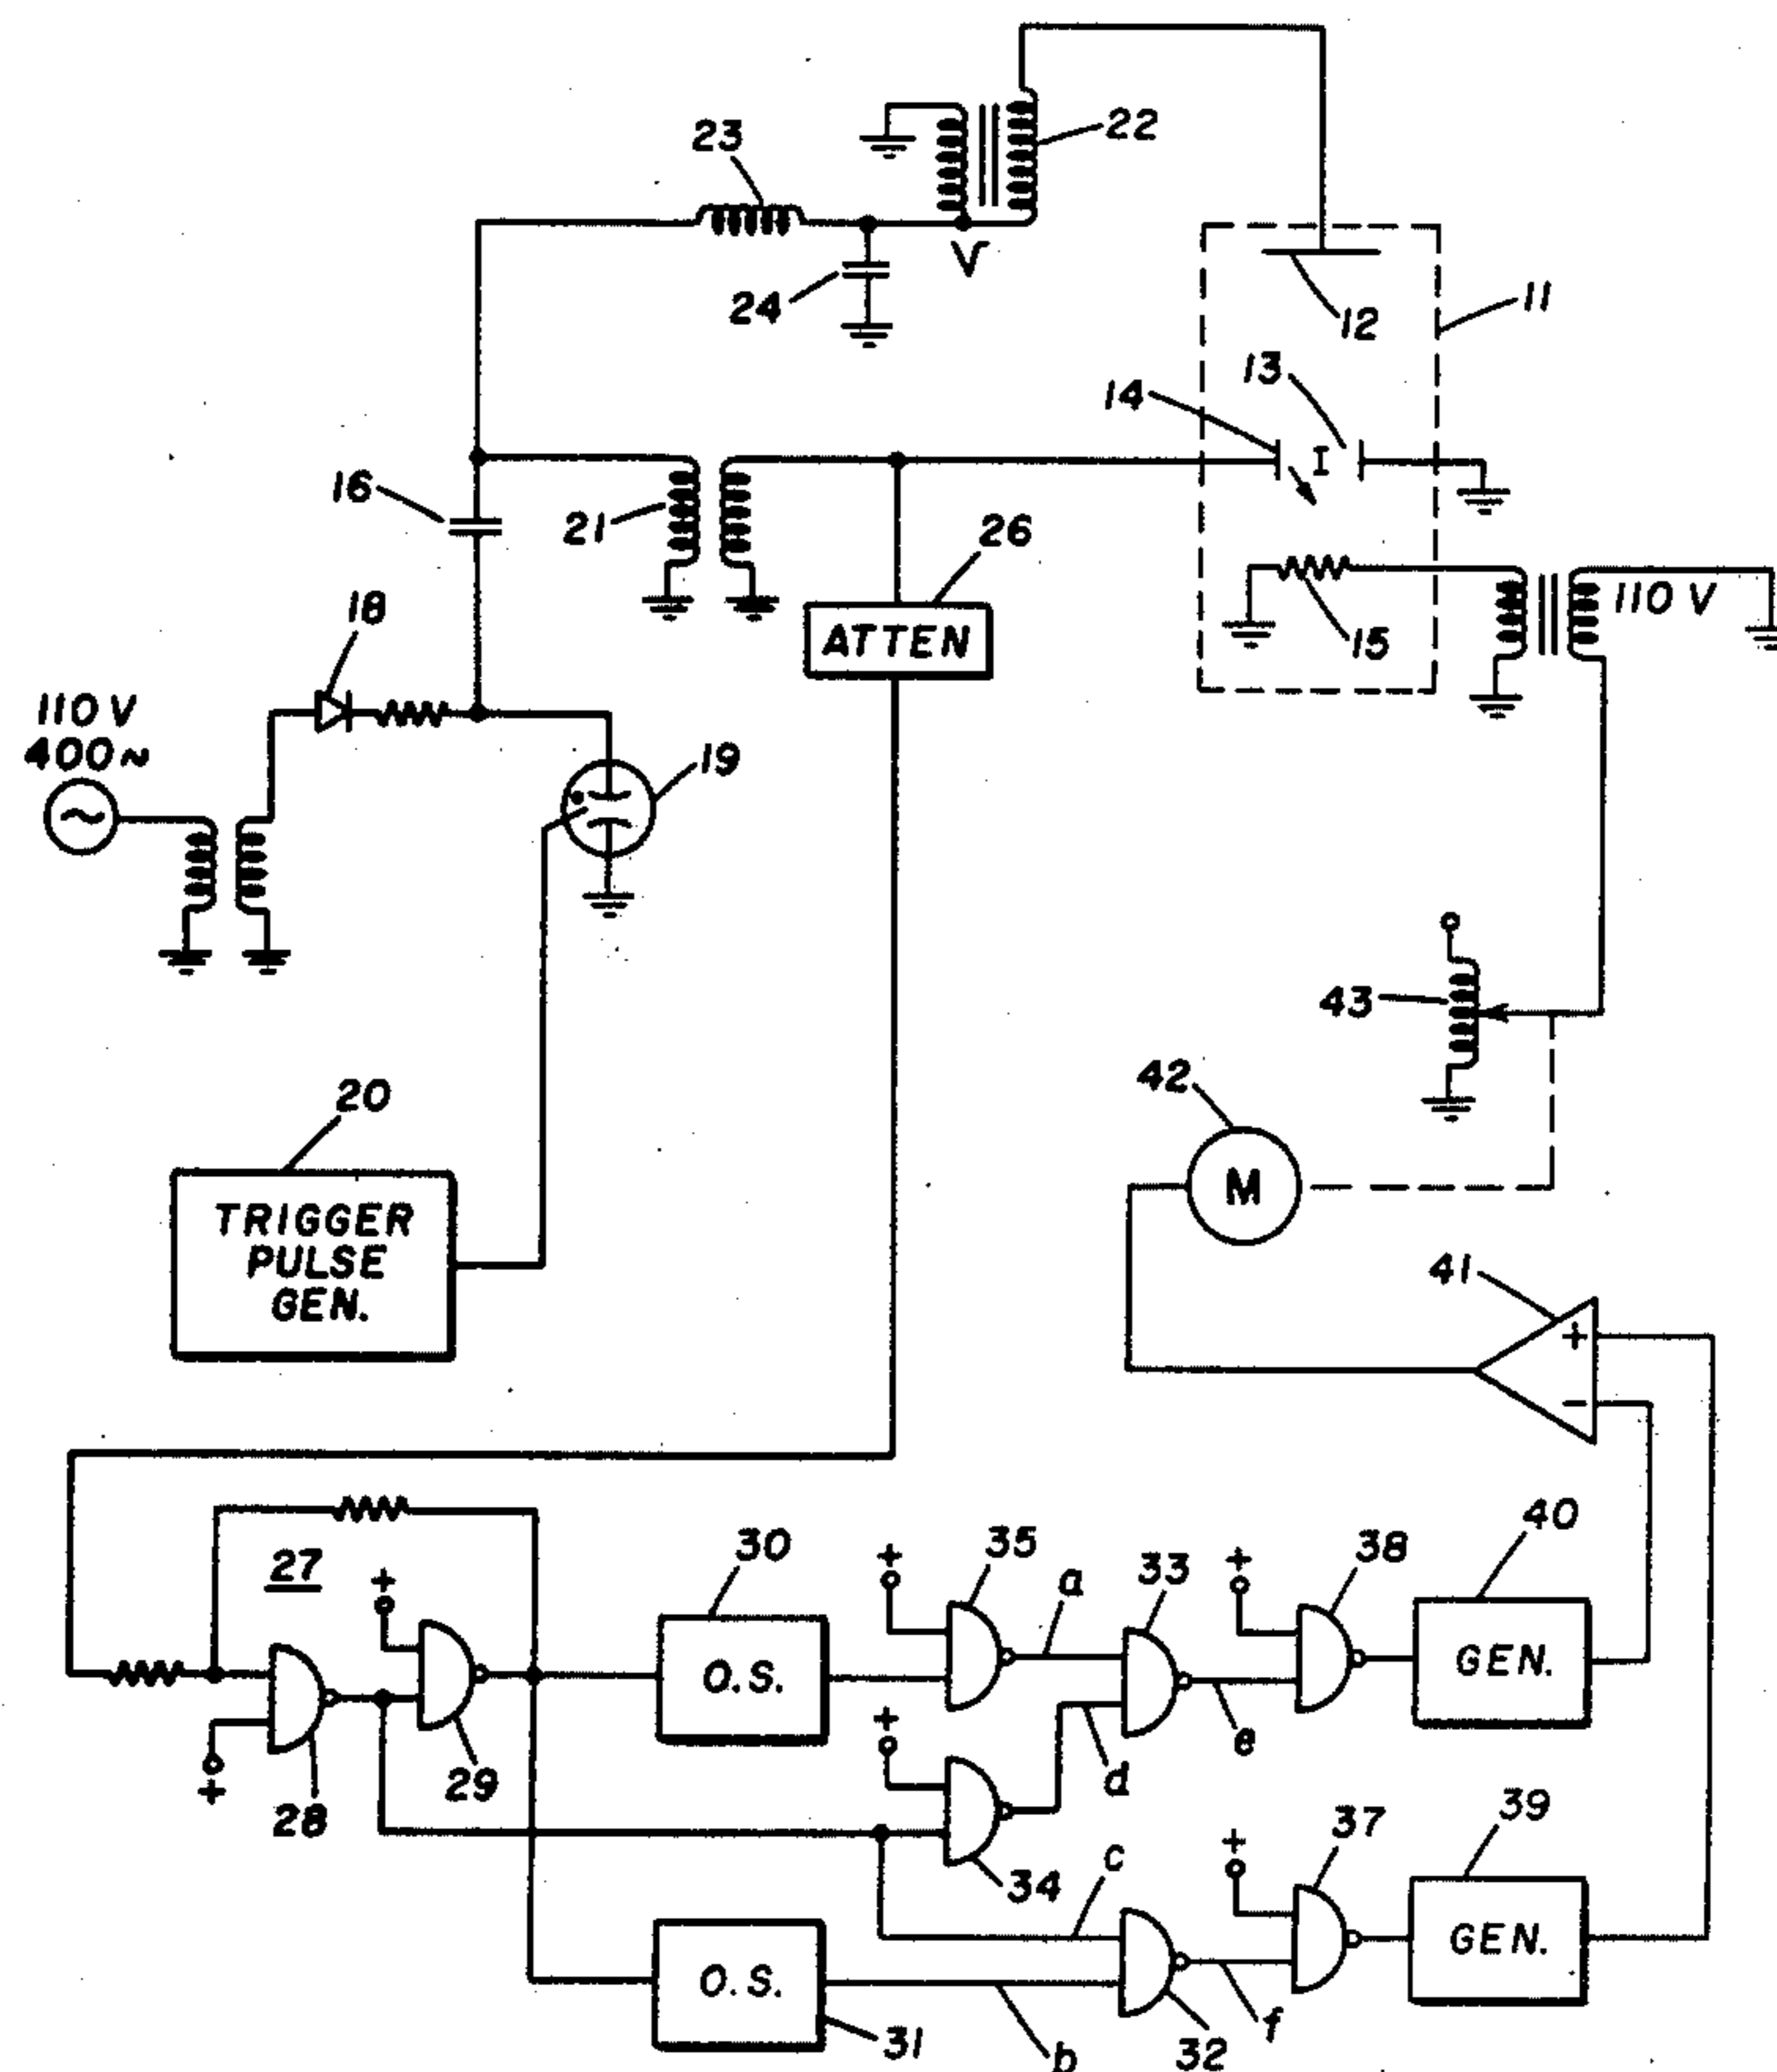 22
23
V
24
12
11
13
14
I
16
21
26
ATTEN
110 V
15
18
110 V
400 ~
19
43
20
42
TRIGGER
PULSE
GEN.
M
41
+
−
27
+
30
O.S.
+
35
a
33
+
38
40
GEN.
+
28
29
+
d
e
34
c
37
+
39
GEN.
O.S.
31
b
32
f